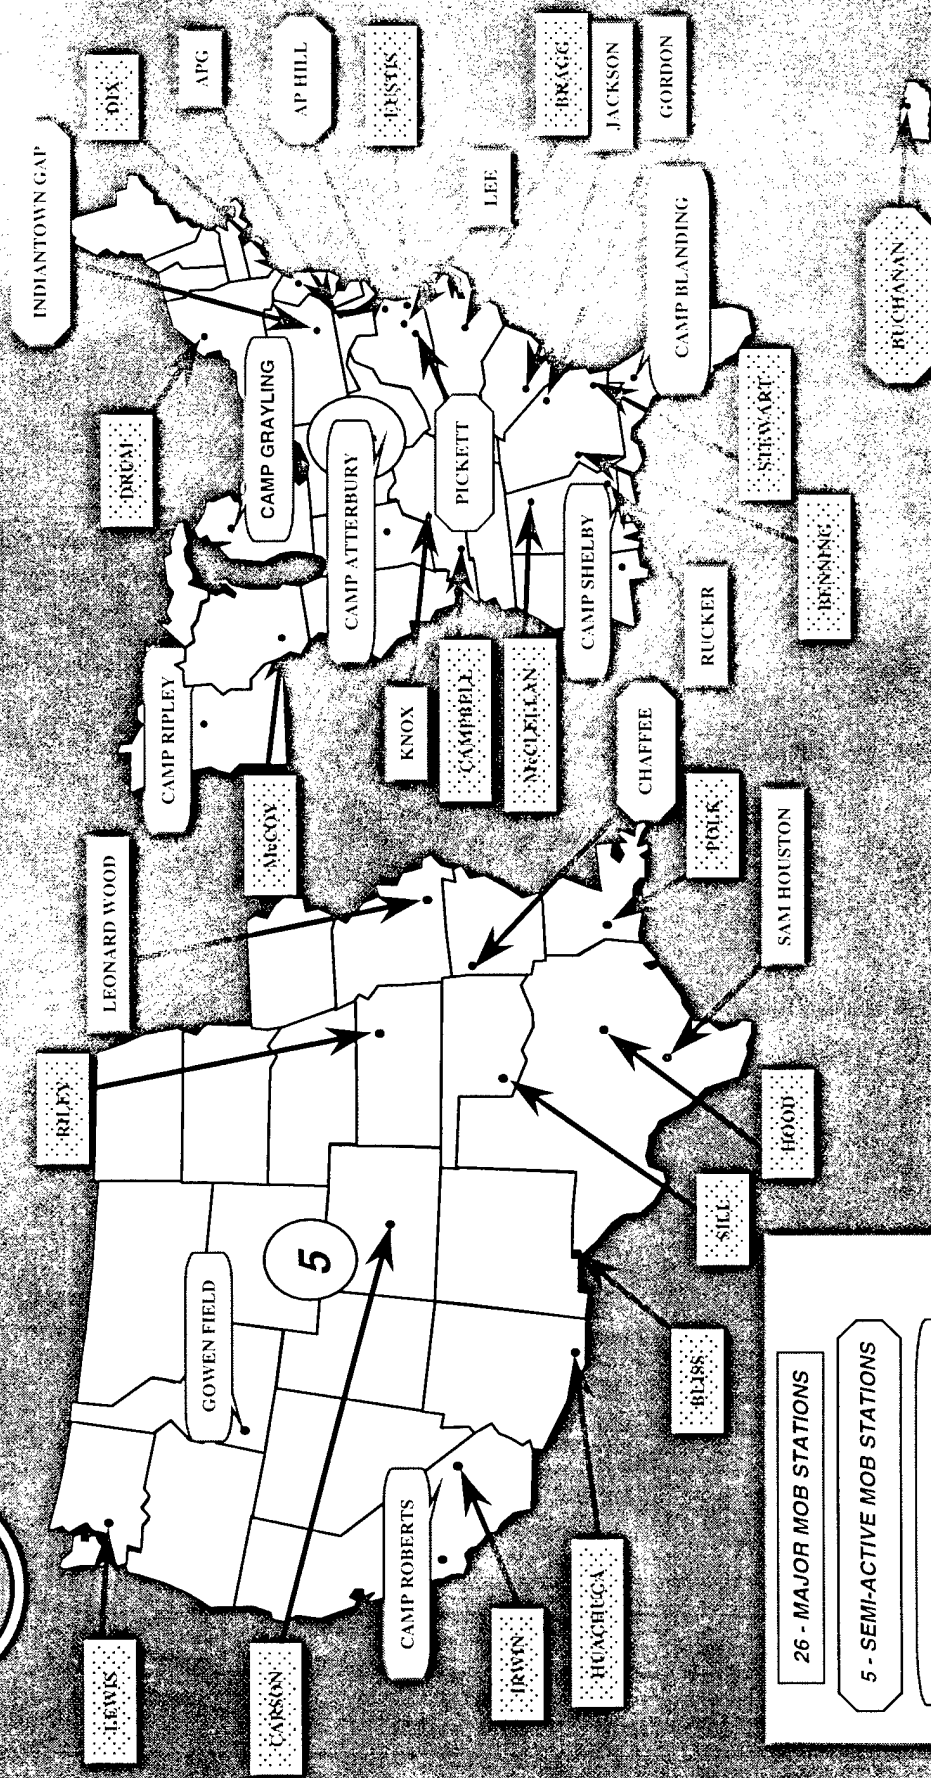 INDIANTOWN GAP
DIX
APG
AP HILL
EUSTIS
BRAGG
JACKSON
GORDON
LEE
DRUM
CAMP GRAYLING
CAMP ATTERBURY
PICKETT
CAMP BLANDING
BUCHANAN
STEWART
BENNING
CAMP SHELBY
RUCKER
CAMP RIPLEY
McCOY
KNOX
CAMPBELL
McCLELLAN
CHAFFEE
POLK
SAM HOUSTON
LEONARD WOOD
RILEY
HOOD
SILL
5
GOWEN FIELD
BLISS
CAMP ROBERTS
LEWIS
CARSON
IRWIN
HUACHUCA
26 - MAJOR MOB STATIONS
5 - SEMI-ACTIVE MOB STATIONS